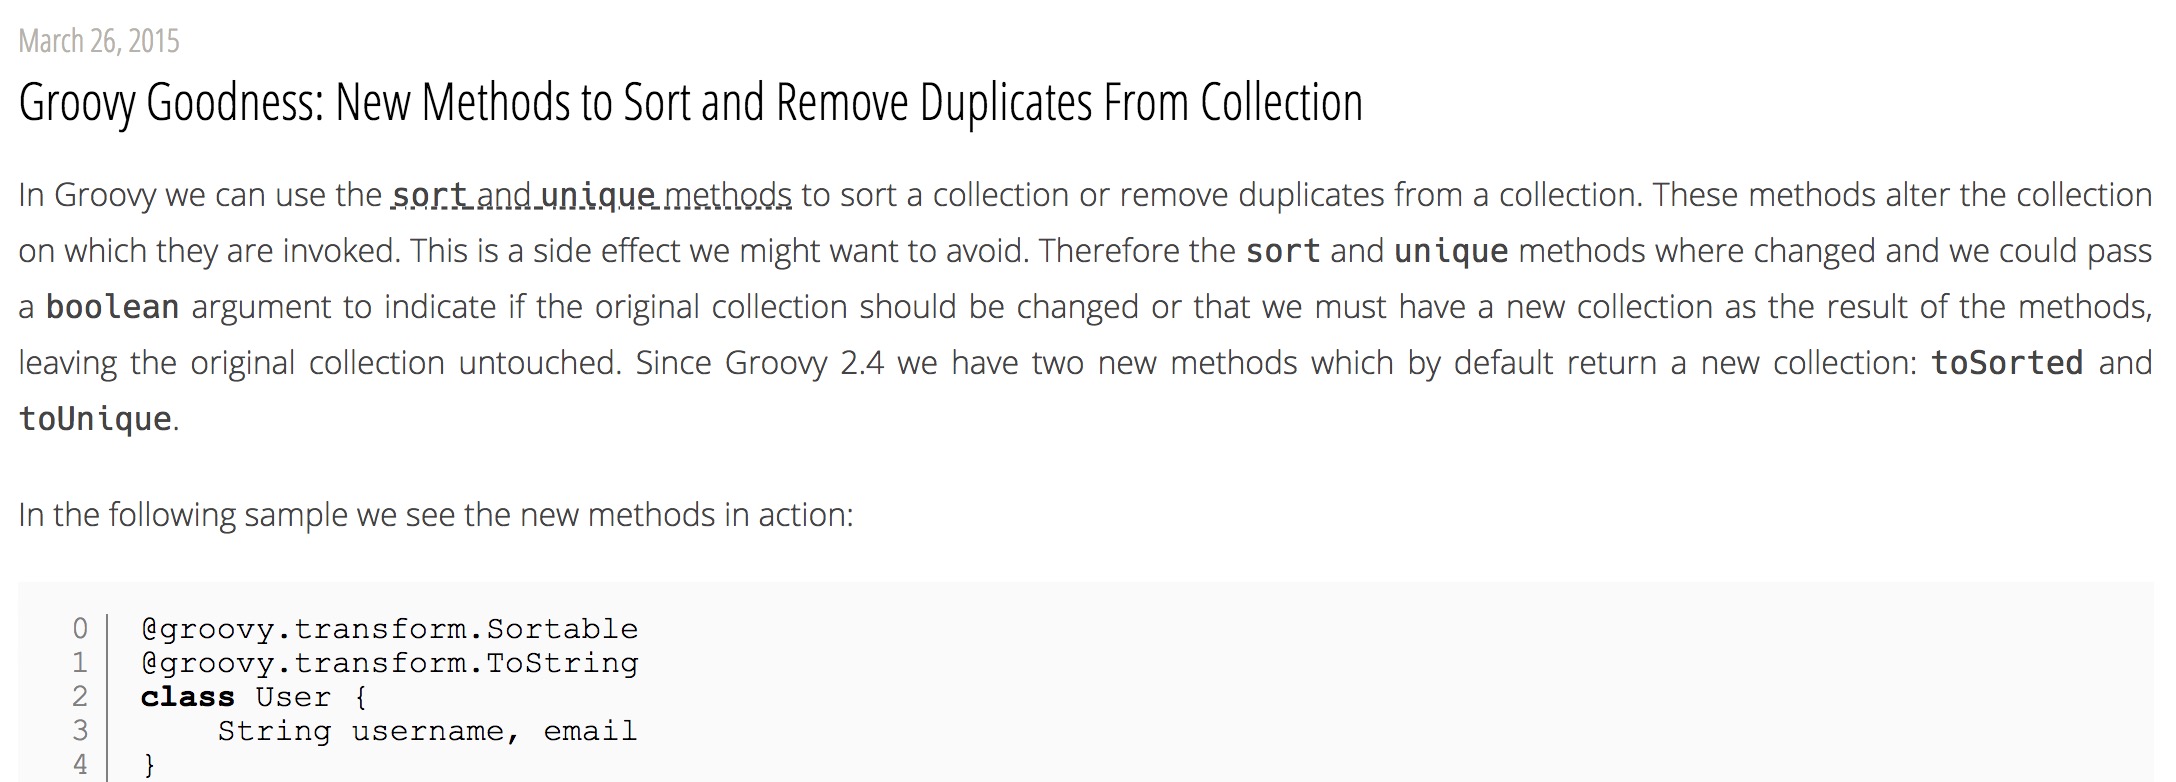 March 26, 2015
Groovy Goodness: New Methods to Sort and Remove Duplicates From Collection
In Groovy we can use the sort and unique methods to sort a collection or remove duplicates from a collection. These methods alter the collection
on which they are invoked. This is a side effect we might want to avoid. Therefore the sort and unique methods where changed and we could pass
a boolean argument to indicate if the original collection should be changed or that we must have a new collection as the result of the methods,
leaving the original collection untouched. Since Groovy 2.4 we have two new methods which by default return a new collection: toSorted and
toUnique.
In the following sample we see the new methods in action:
0 @groovy.transform.Sortable
1 @groovy.transform.ToString
2 class User {
3     String username, email
4 }